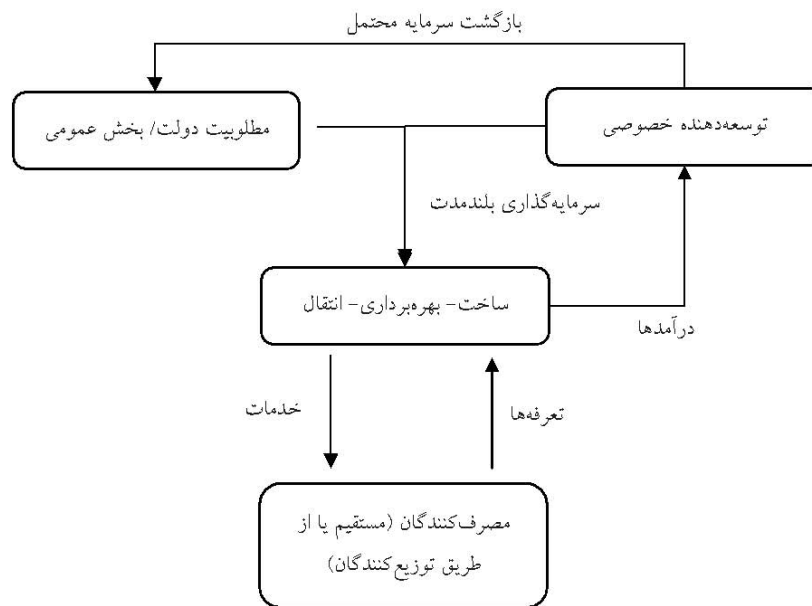 بازگشت سرمایه محتمل
توسعه‌دهنده خصوصی
مطلوبیت دولت/ بخش عمومی
سرمایه‌گذاری بلندمدت
ساخت- بهره‌برداری- انتقال
درآمدها
تعرفه‌ها
خدمات
مصرف‌کنندگان (مستقیم یا از
طریق توزیع‌کنندگان)